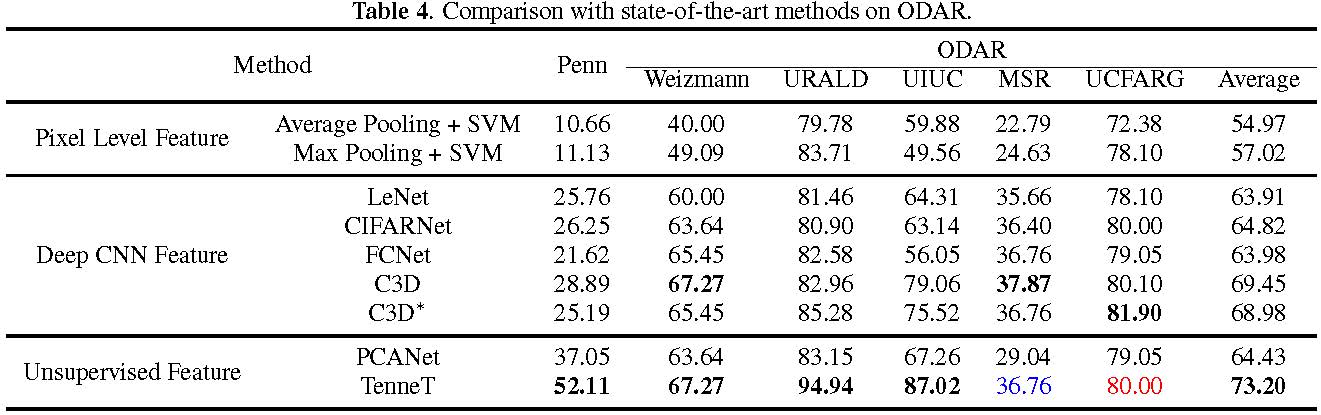 Table 4. Comparison with state-of-the-art methods on ODAR.
Method Penn ODAR
Weizmann URALD UIUC MSR UCFARG Average
Pixel Level Feature
Average Pooling + SVM 10.66 40.00 79.78 59.88 22.79 72.38 54.97
Max Pooling + SVM 11.13 49.09 83.71 49.56 24.63 78.10 57.02
Deep CNN Feature
LeNet 25.76 60.00 81.46 64.31 35.66 78.10 63.91
CIFARNet 26.25 63.64 80.90 63.14 36.40 80.00 64.82
FCNet 21.62 65.45 82.58 56.05 36.76 79.05 63.98
C3D 28.89 67.27 82.96 79.06 37.87 80.10 69.45
C3D* 25.19 65.45 85.28 75.52 36.76 81.90 68.98
Unsupervised Feature
PCANet 37.05 63.64 83.15 67.26 29.04 79.05 64.43
TenneT 52.11 67.27 94.94 87.02 36.76 80.00 73.20